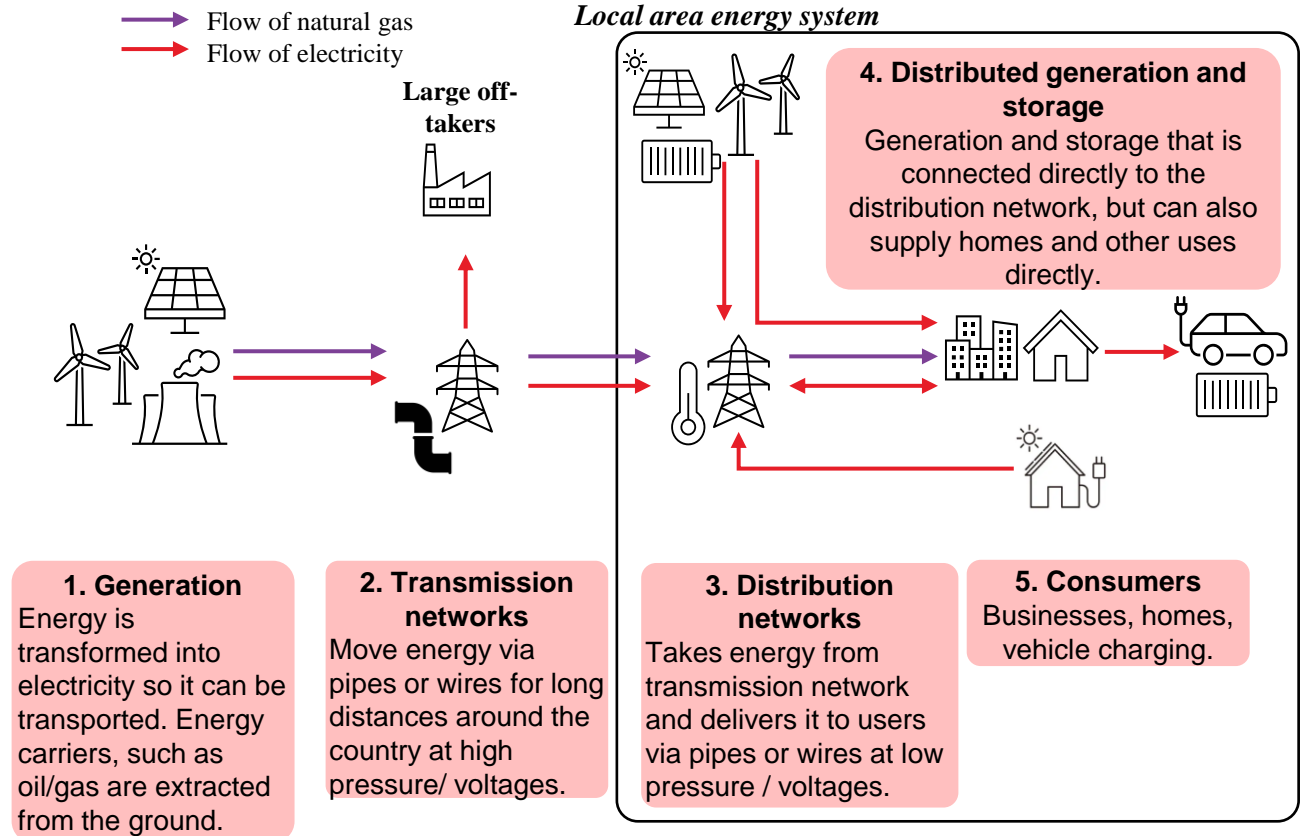 Flow of natural gas
Flow of electricity
Local area energy system
Large off-
takers
4. Distributed generation and
storage
Generation and storage that is
connected directly to the
distribution network, but can also
supply homes and other uses
directly.
1. Generation
Energy is
transformed into
electricity so it can be
transported. Energy
carriers, such as
oil/gas are extracted
from the ground.
2. Transmission
networks
Move energy via
pipes or wires for long
distances around the
country at high
pressure/ voltages.
3. Distribution
networks
Takes energy from
transmission network
and delivers it to users
via pipes or wires at low
pressure / voltages.
5. Consumers
Businesses, homes,
vehicle charging.